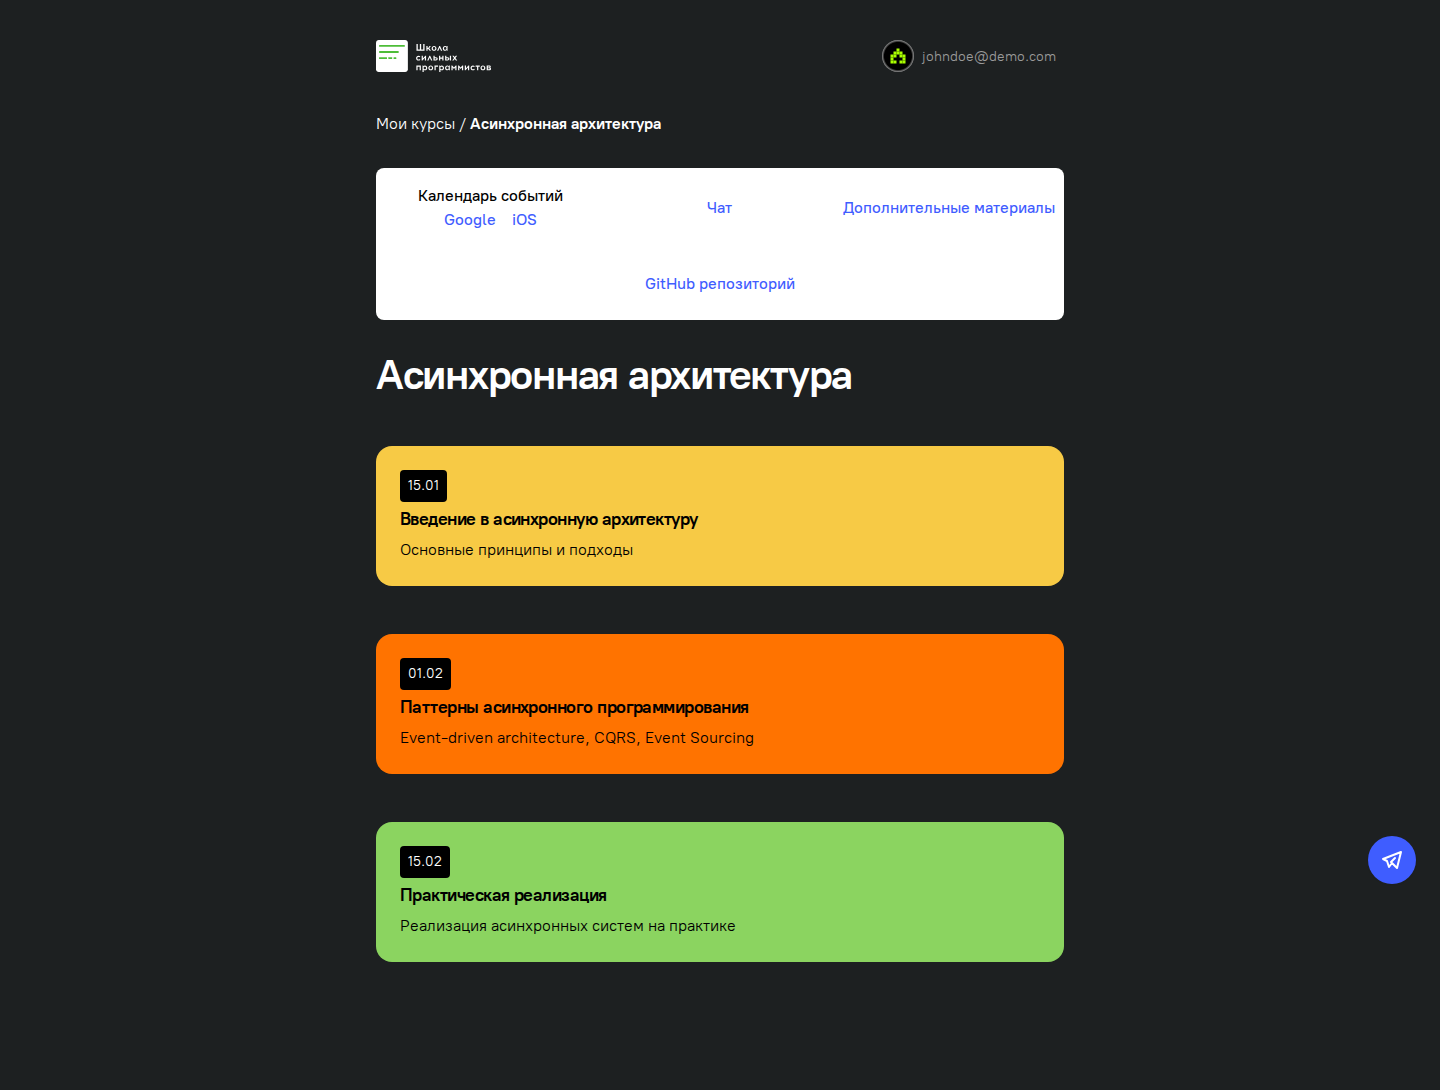 Школа
сильных
программистов
johndoe@demo.com
Мои курсы / Асинхронная архитектура
Календарь событий
Google iOS
Чат
Дополнительные материалы
GitHub репозиторий
Асинхронная архитектура
15.01
Введение в асинхронную архитектуру
Основные принципы и подходы
01.02
Паттерны асинхронного программирования
Event-driven architecture, CQRS, Event Sourcing
15.02
Практическая реализация
Реализация асинхронных систем на практике